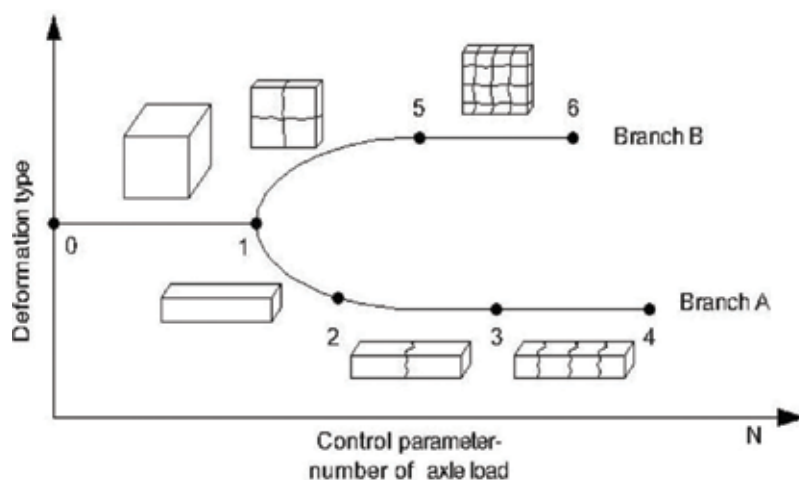 Deformation type
5
6
Branch B
0
1
Branch A
2
3
4
N
Control parameter-
number of axle load